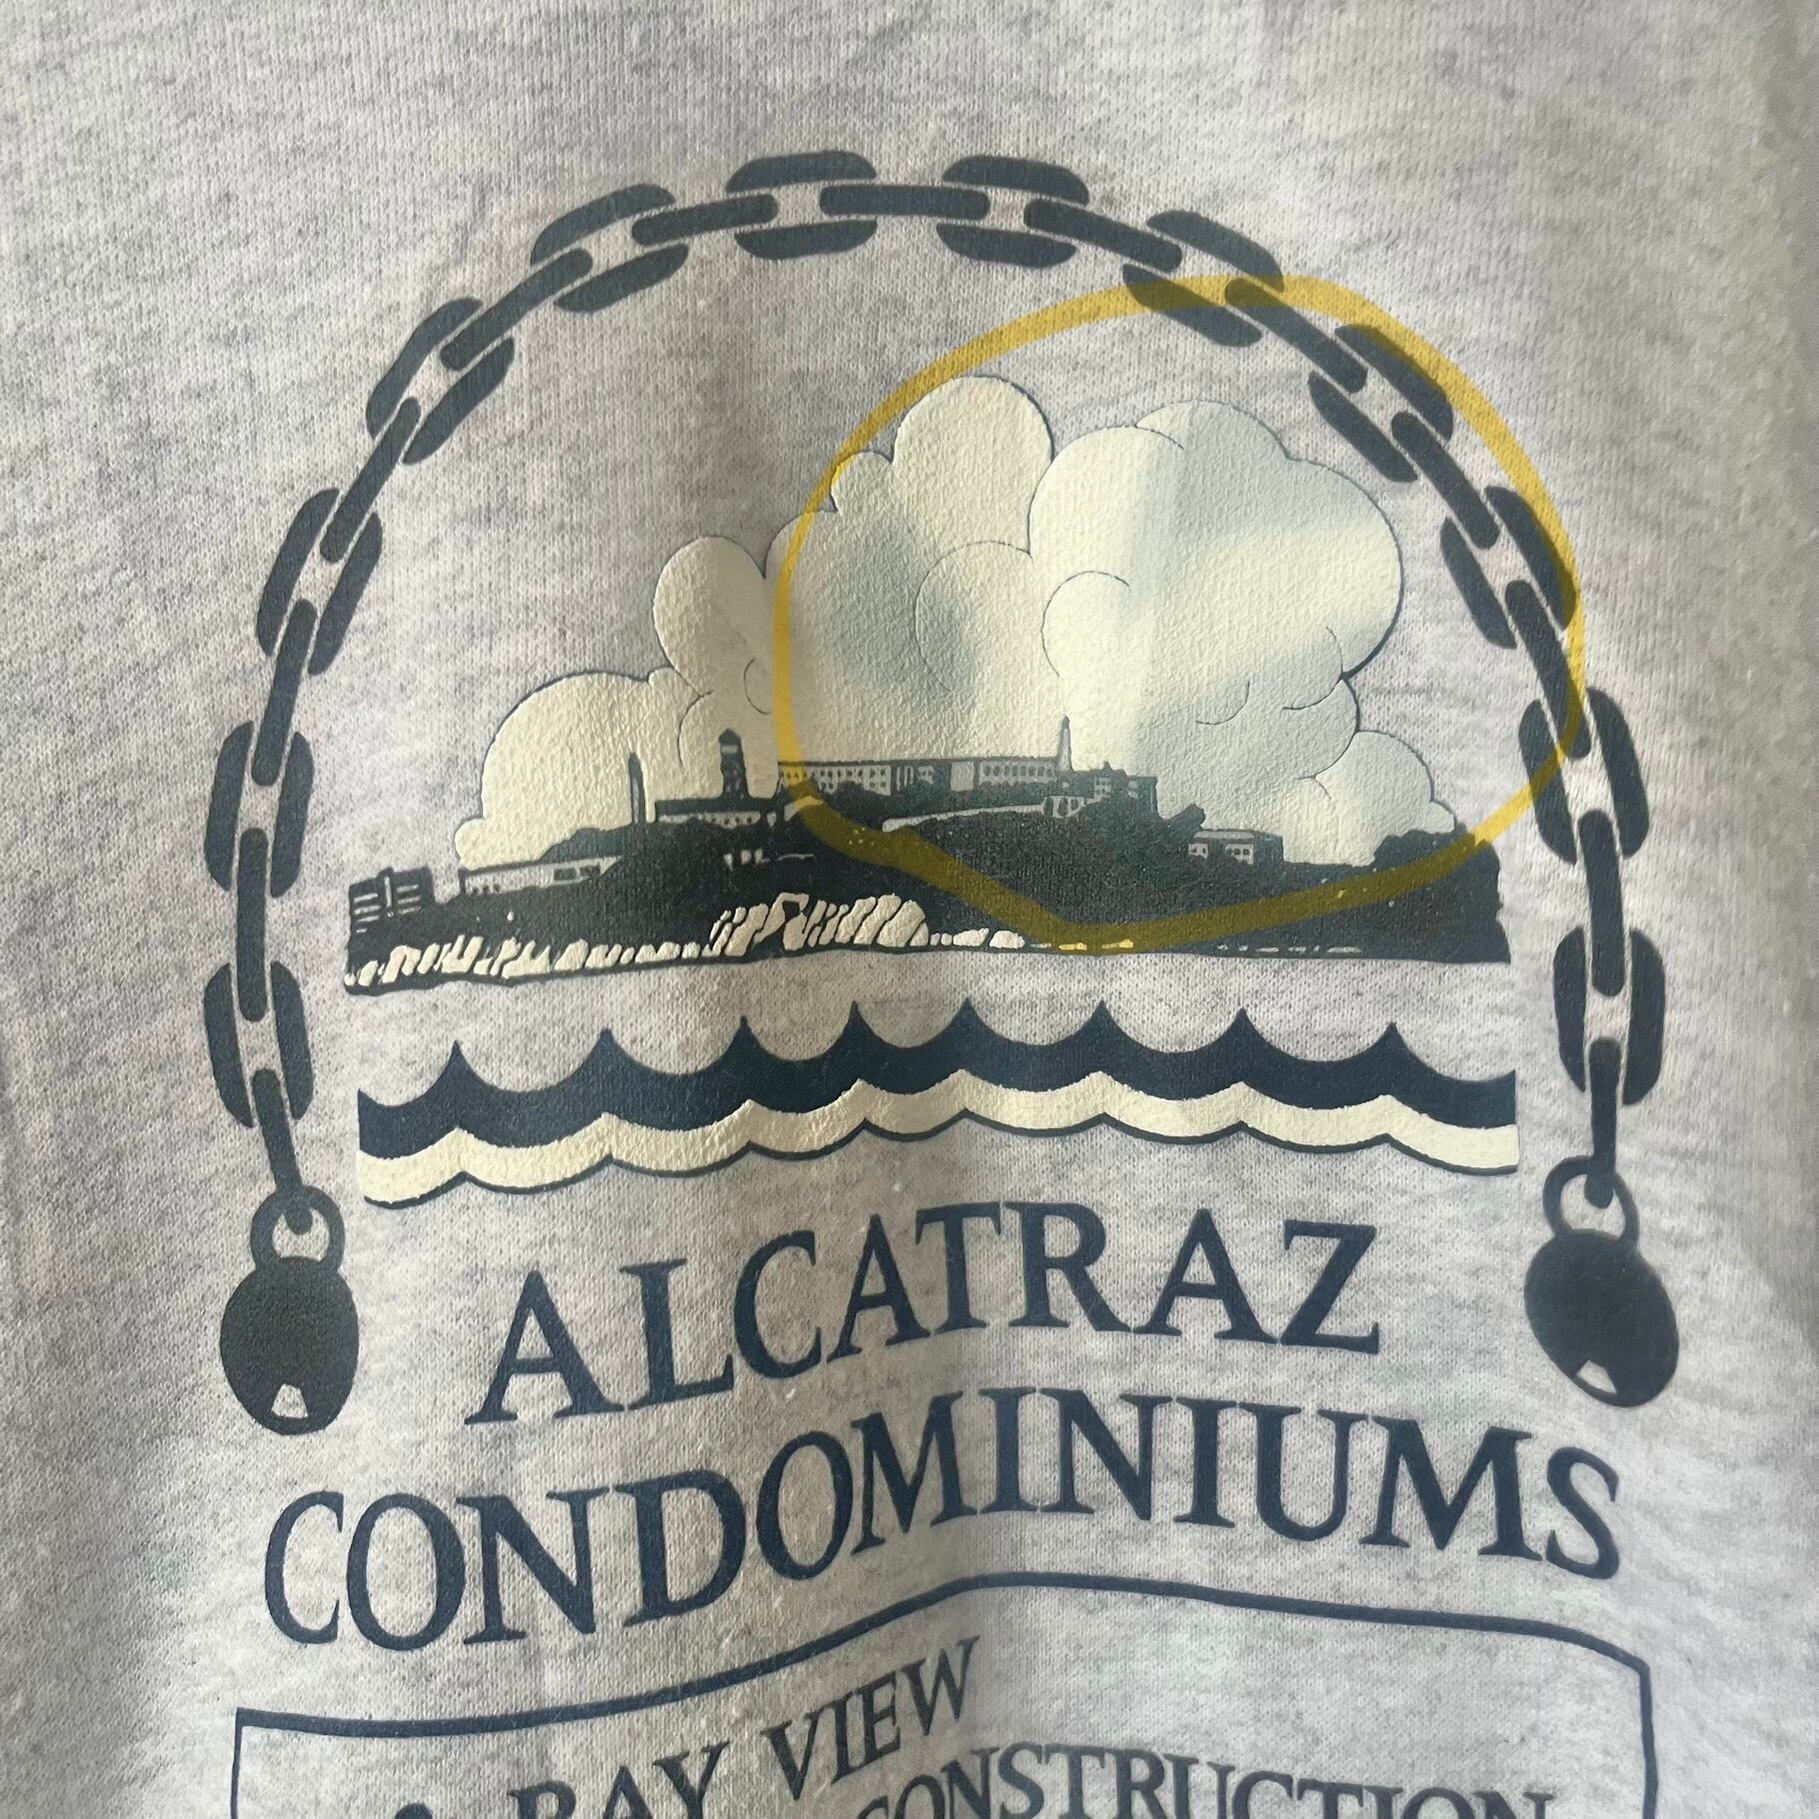 ALCATRAZ
CONDOMINIUMS
BAY VIEW
CONSTRUCTION